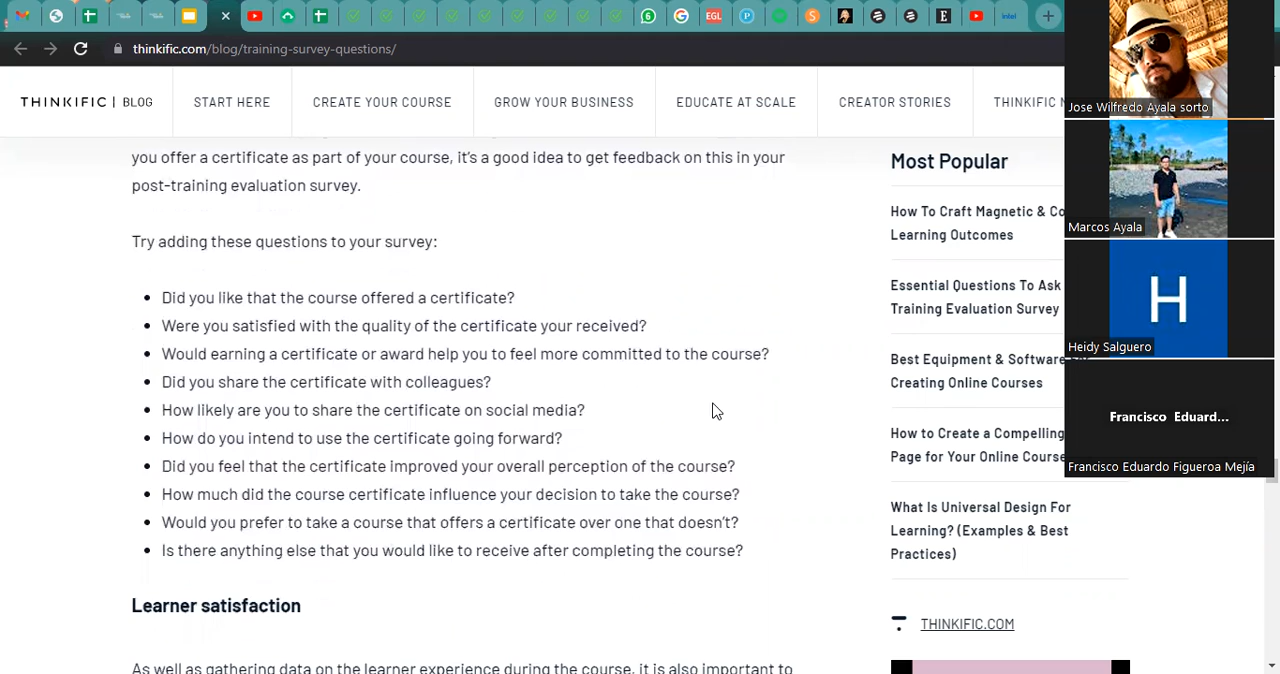 6
EGL
P
S
E
intel
thinkific.com/blog/training-survey-questions/
THINKIFIC | BLOG
START HERE
CREATE YOUR COURSE
GROW YOUR BUSINESS
EDUCATE AT SCALE
CREATOR STORIES
THINKIFIC
you offer a certificate as part of your course, it's a good idea to get feedback on this in your
post-training evaluation survey.
Try adding these questions to your survey:
• Did you like that the course offered a certificate?
• Were you satisfied with the quality of the certificate your received?
• Would earning a certificate or award help you to feel more committed to the course?
• Did you share the certificate with colleagues?
• How likely are you to share the certificate on social media?
• How do you intend to use the certificate going forward?
• Did you feel that the certificate improved your overall perception of the course?
• How much did the course certificate influence your decision to take the course?
• Would you prefer to take a course that offers a certificate over one that doesn't?
• Is there anything else that you would like to receive after completing the course?
Learner satisfaction
As well as gathering data on the learner experience during the course, it is also important to
Most Popular
How To Craft Magnetic & Co
Learning Outcomes
Essential Questions To Ask
Training Evaluation Survey
Best Equipment & Software
Creating Online Courses
How to Create a Compelling
Page for Your Online Course
What Is Universal Design For
Learning? (Examples & Best
Practices)
THINKIFIC.COM
Jose Wilfredo Ayala sorto
Marcos Ayala
H
Heidy Salguero
Francisco Eduard...
Francisco Eduardo Figueroa Mejía